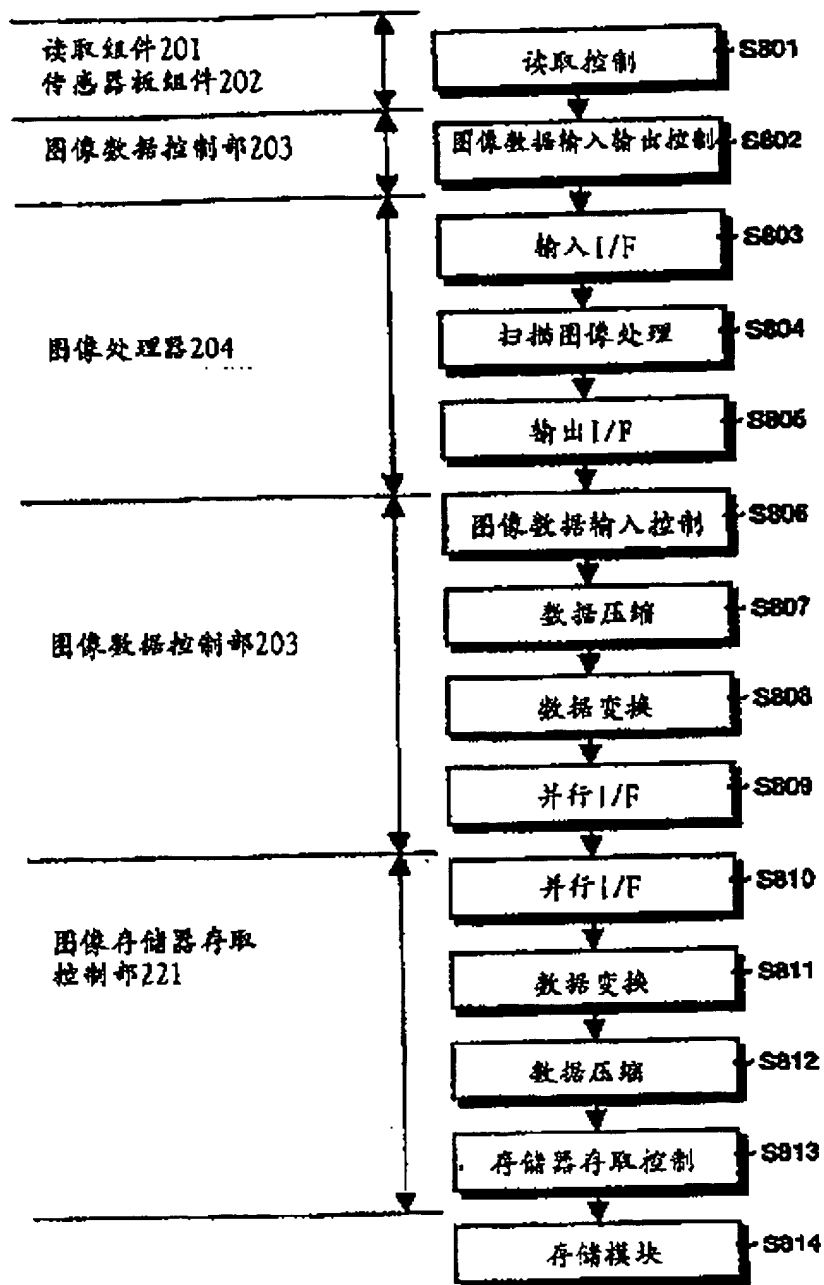 读取组件201
传感器板组件202
读取控制
S801
图像数据控制部203
图像数据输入输出控制
S802
图像处理器204
输入I/F
S803
扫描图像处理
S804
输出I/F
S805
图像数据控制部203
图像数据输入控制
S806
数据压缩
S807
数据变换
S808
并行I/F
S809
图像存储器存取
控制部221
并行I/F
S810
数据变换
S811
数据压缩
S812
存储器存取控制
S813
存储模块
S814